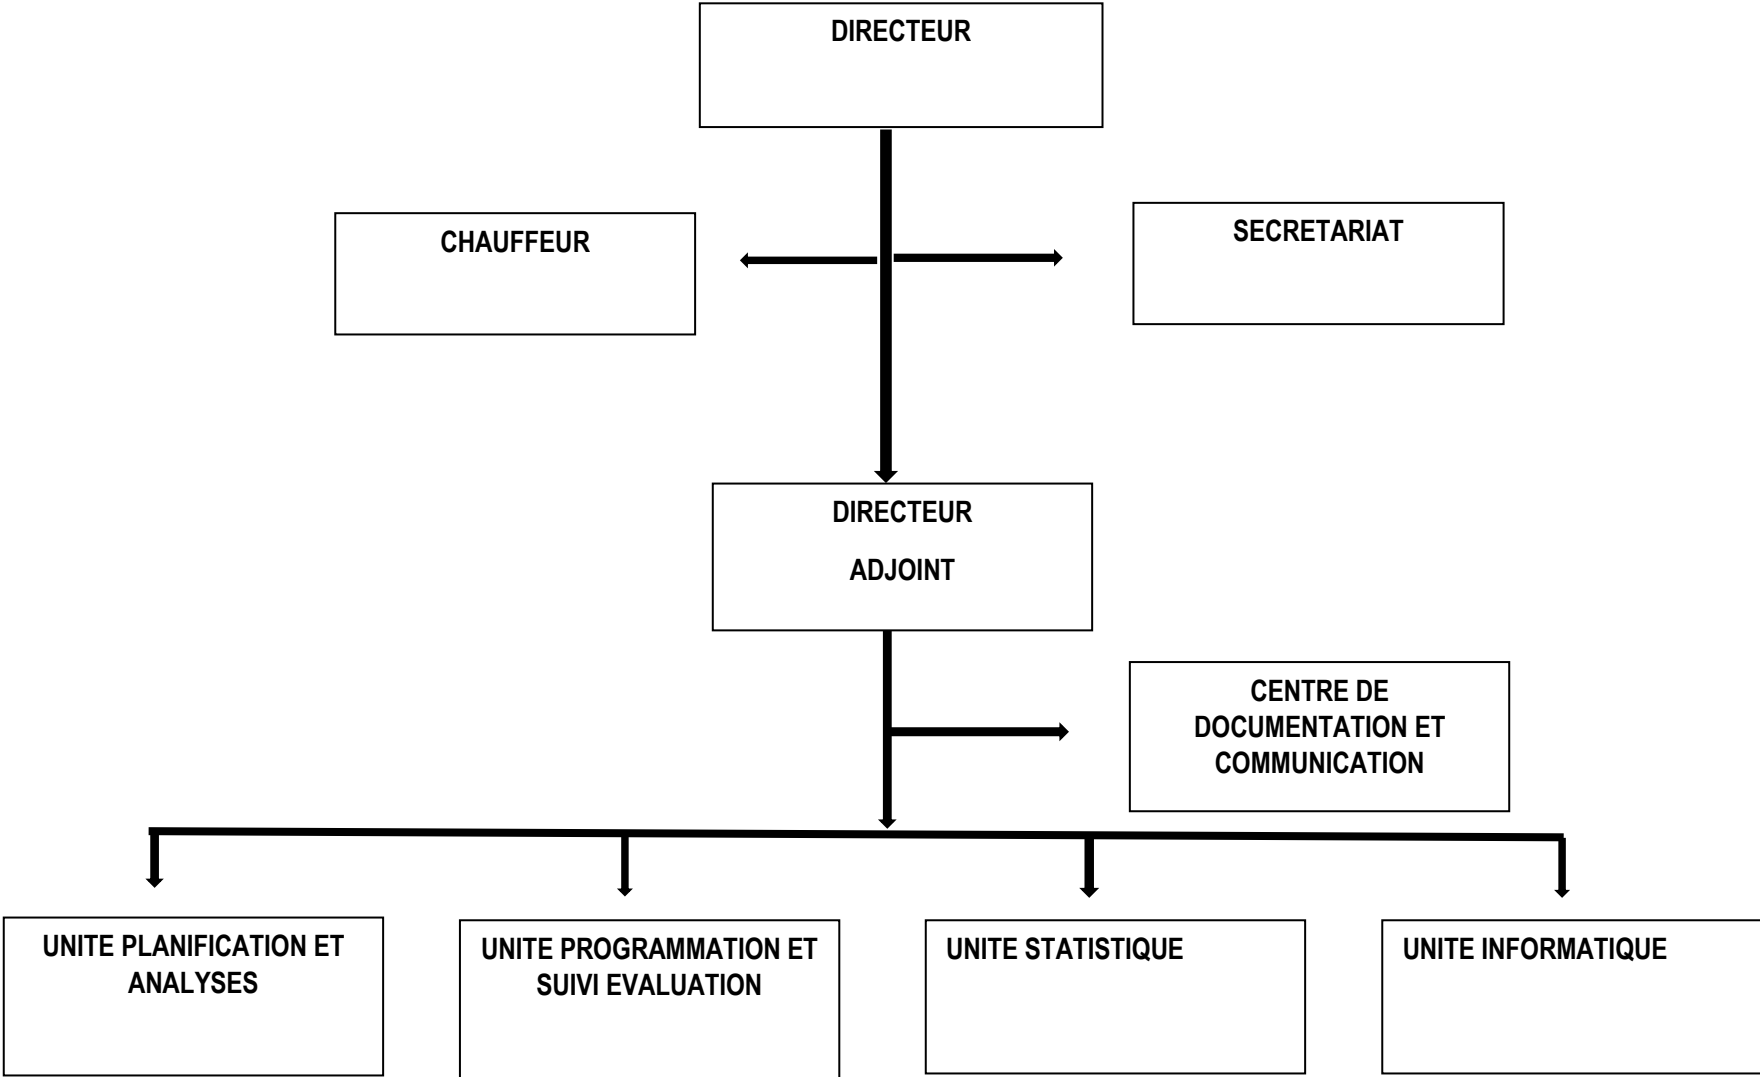 DIRECTEUR
CHAUFFEUR
SECRETARIAT
DIRECTEUR
ADJOINT
CENTRE DE
DOCUMENTATION ET
COMMUNICATION
UNITE PLANIFICATION ET
ANALYSES
UNITE PROGRAMMATION ET
SUIVI EVALUATION
UNITE STATISTIQUE
UNITE INFORMATIQUE